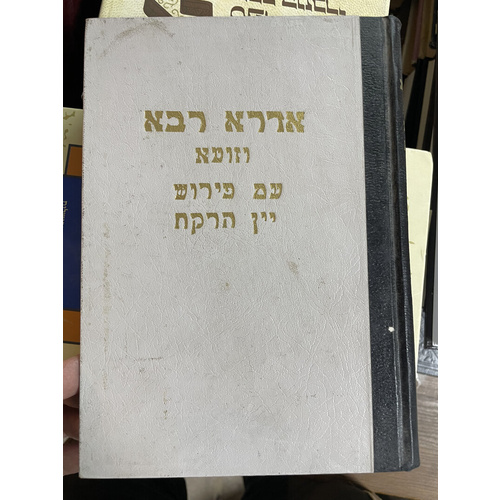 אדרא רבא
וזוטא
עם פירוש
יין הרקח